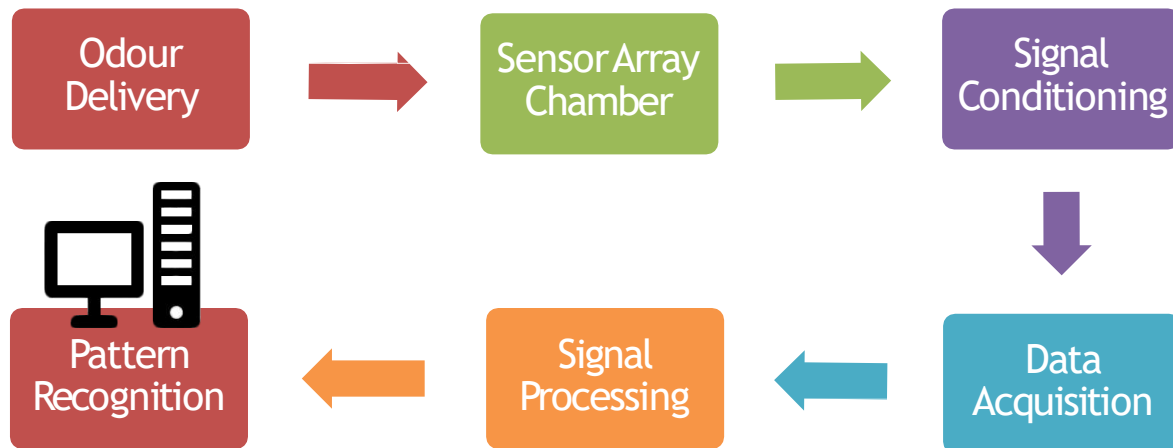 Odour
Delivery
Sensor Array
Chamber
Signal
Conditioning
Pattern
Recognition
Signal
Processing
Data
Acquisition